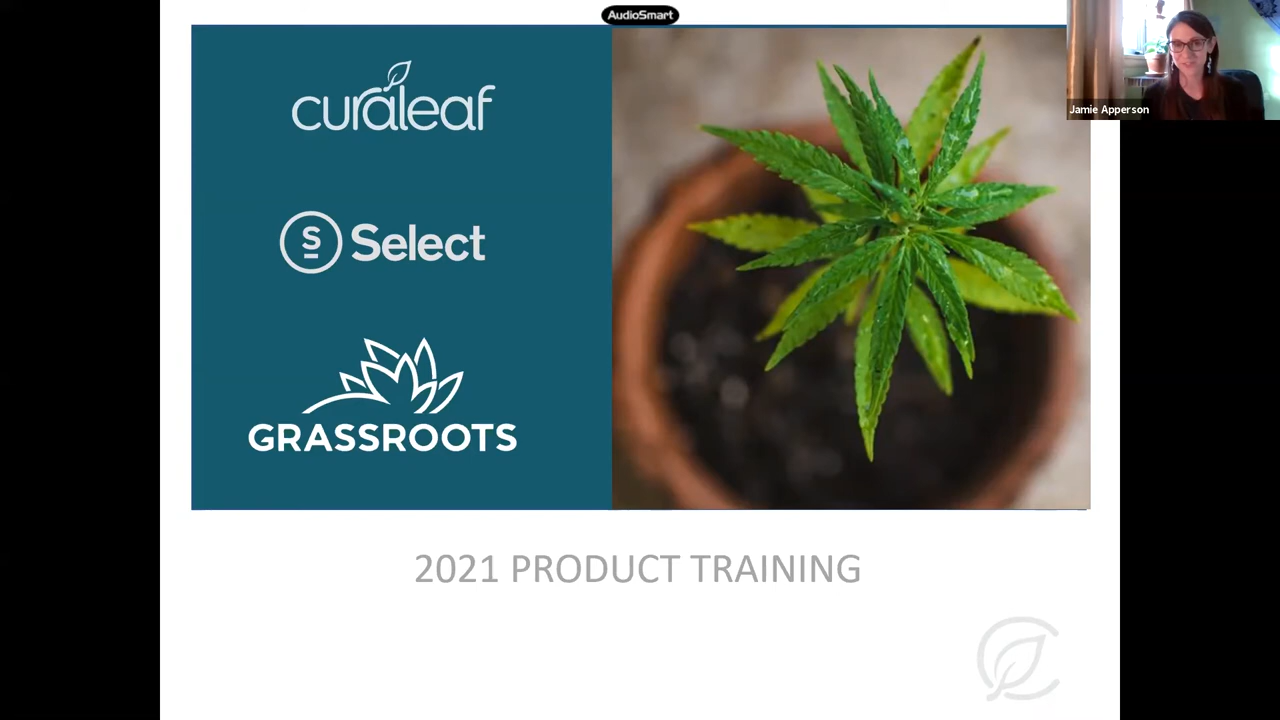 AudioSmart
curaleaf
S Select
GRASSROOTS
Jamie Apperson
2021 PRODUCT TRAINING